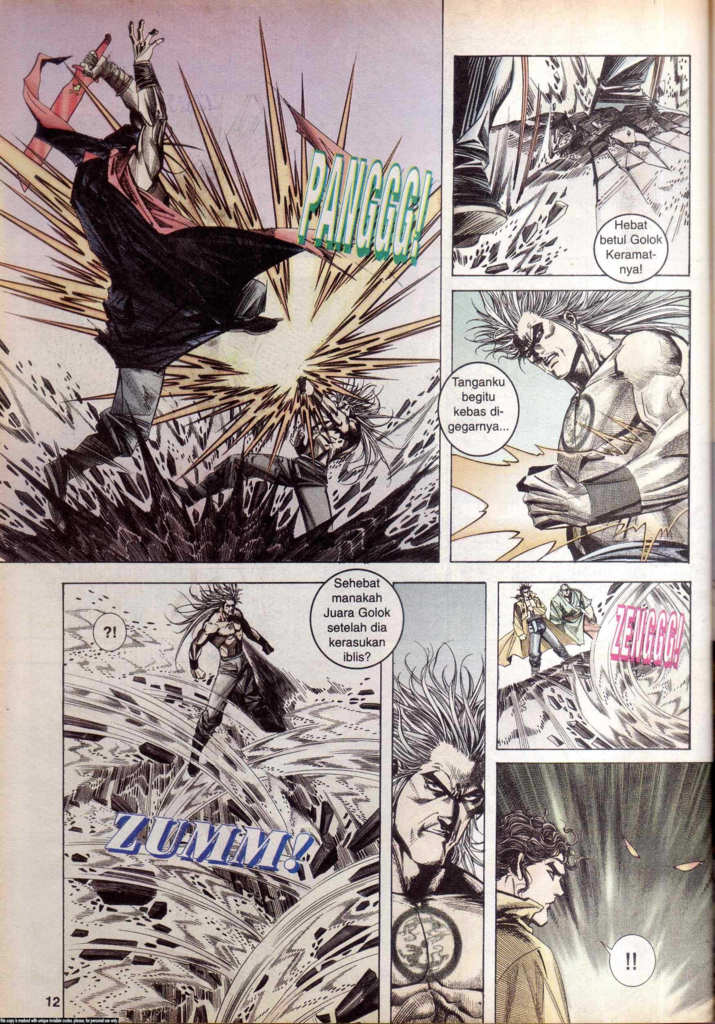 PANGGG!
Hebat
betul Golok
Keramat-
nya!
Tanganku
begitu
kebas di-
gegarnya...
?!
Sehebat
manakah
Juara Golok
setelah dia
kerasukan
iblis?
ZUMM!
ZENGGG!
!!
12